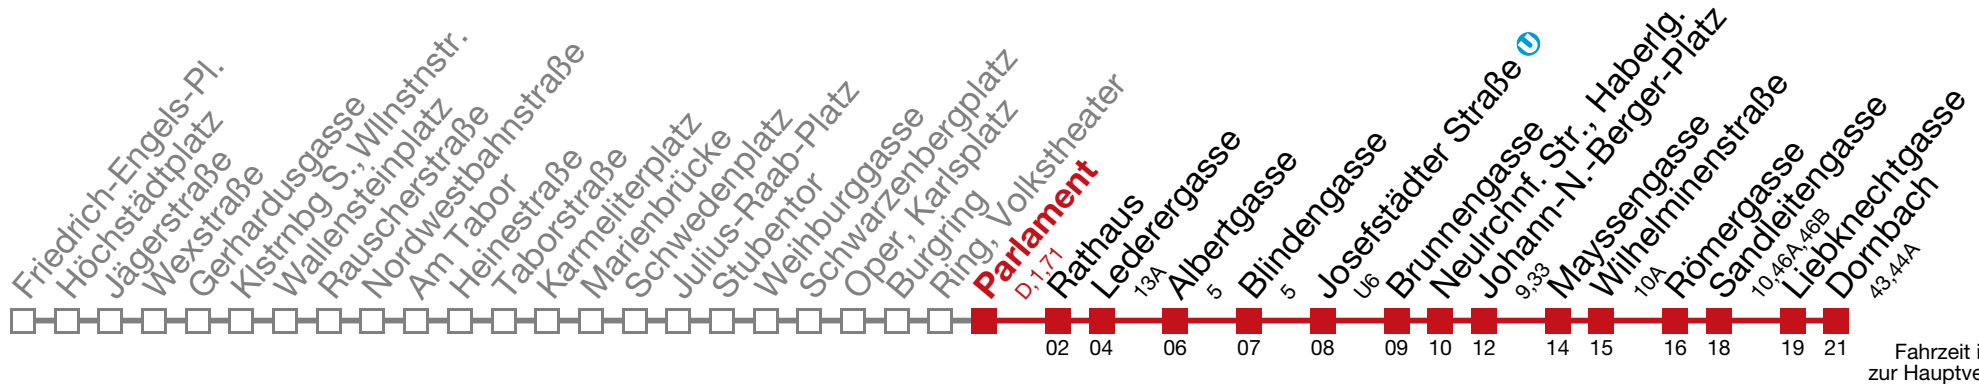 Friedrich-Engels-Pl.
Höchstädtplatz
Jägerstraße
Wexstraße
Gerhardusgasse
Klstrnbg S., Wllnstnstr.
Wallensteinplatz
Rauscherstraße
Nordwestbahnstraße
Am Tabor
Heinestraße
Taborstraße
Karmeliterplatz
Marienbrücke
Schwedenplatz
Julius-Raab-Platz
Stubentor
Weihburggasse
Schwarzenbergplatz
Oper, Karlsplatz
Burgring
Ring, Volkstheater
Parlament
D,1,71
Rathaus
Lederergasse
13A
Albertgasse
5
Blindengasse
5
Josefstädter Straße U
U6
Brunnengasse
Neulrchnf. Str., Haberlg.
Johann-N.-Berger-Platz
9,33
Mayssengasse
Wilhelminenstraße
10A
Römergasse
Sandleitengasse
10,46A,46B
Liebknechtgasse
Dornbach
43,44A
02 04 06 07 08 09 10 12 14 15 16 18 19 21
Fahrzeit i
zur Hauptve